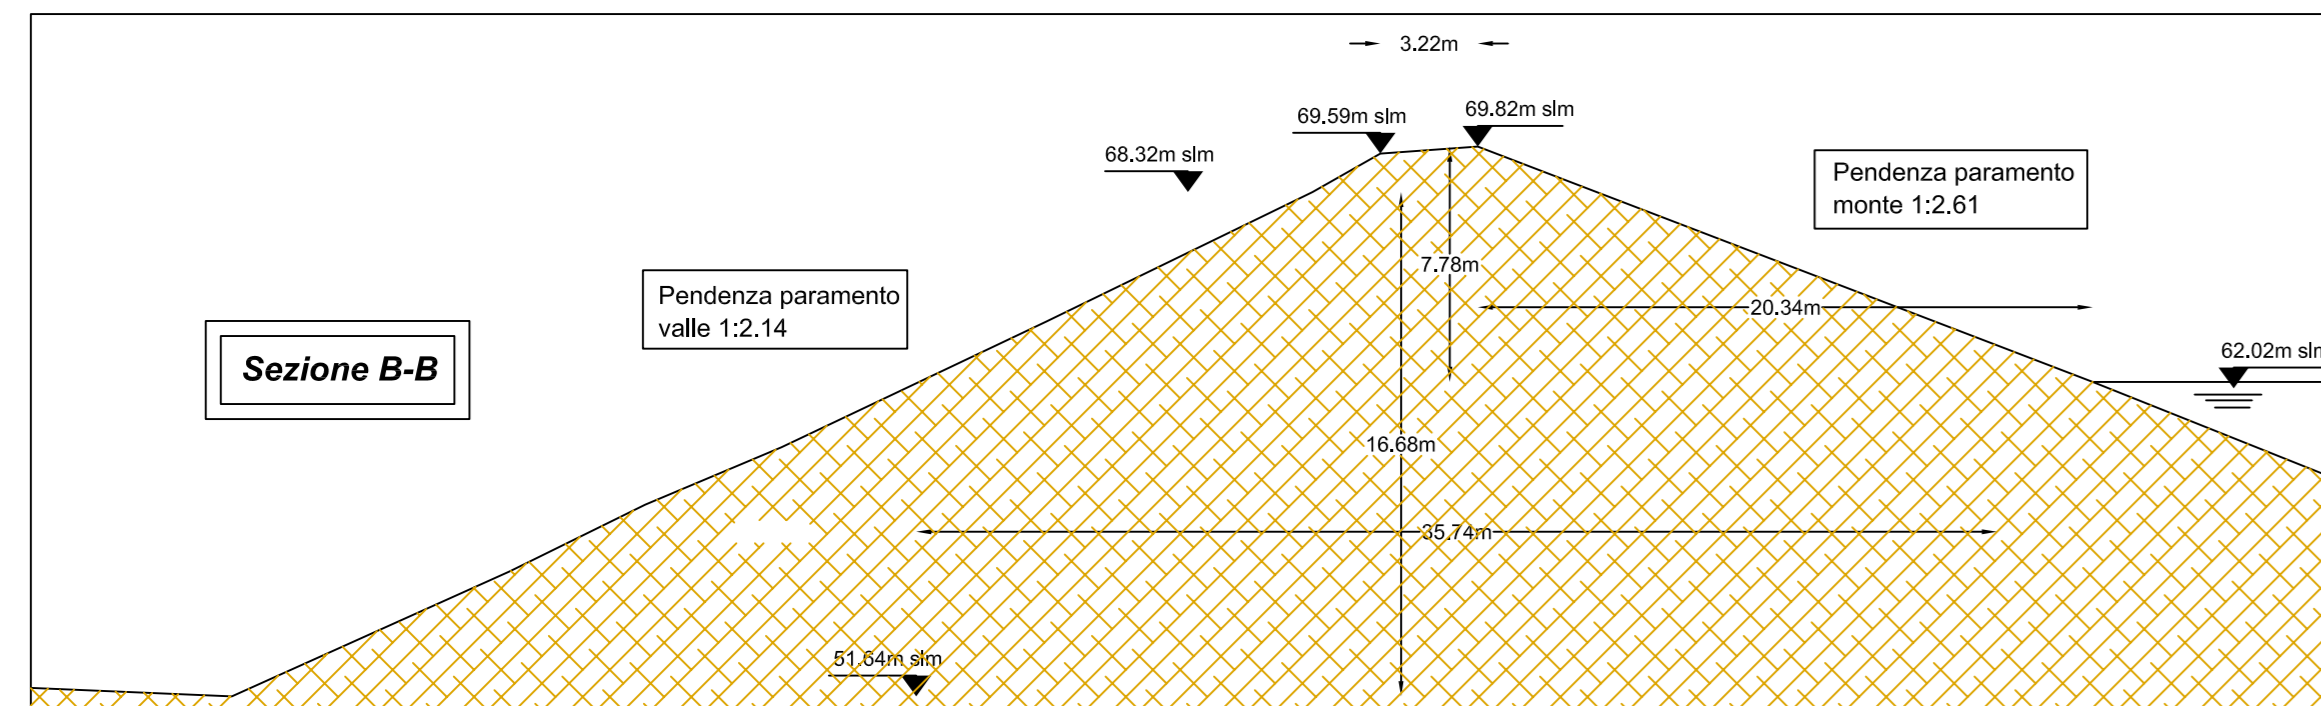 3.22m
69.59m slm
69.82m slm
68.32m slm
Pendenza paramento
monte 1:2.61
7.78m
20.34m
Pendenza paramento
valle 1:2.14
Sezione B-B
62.02m slm
16.68m
35.74m
51.64m slm